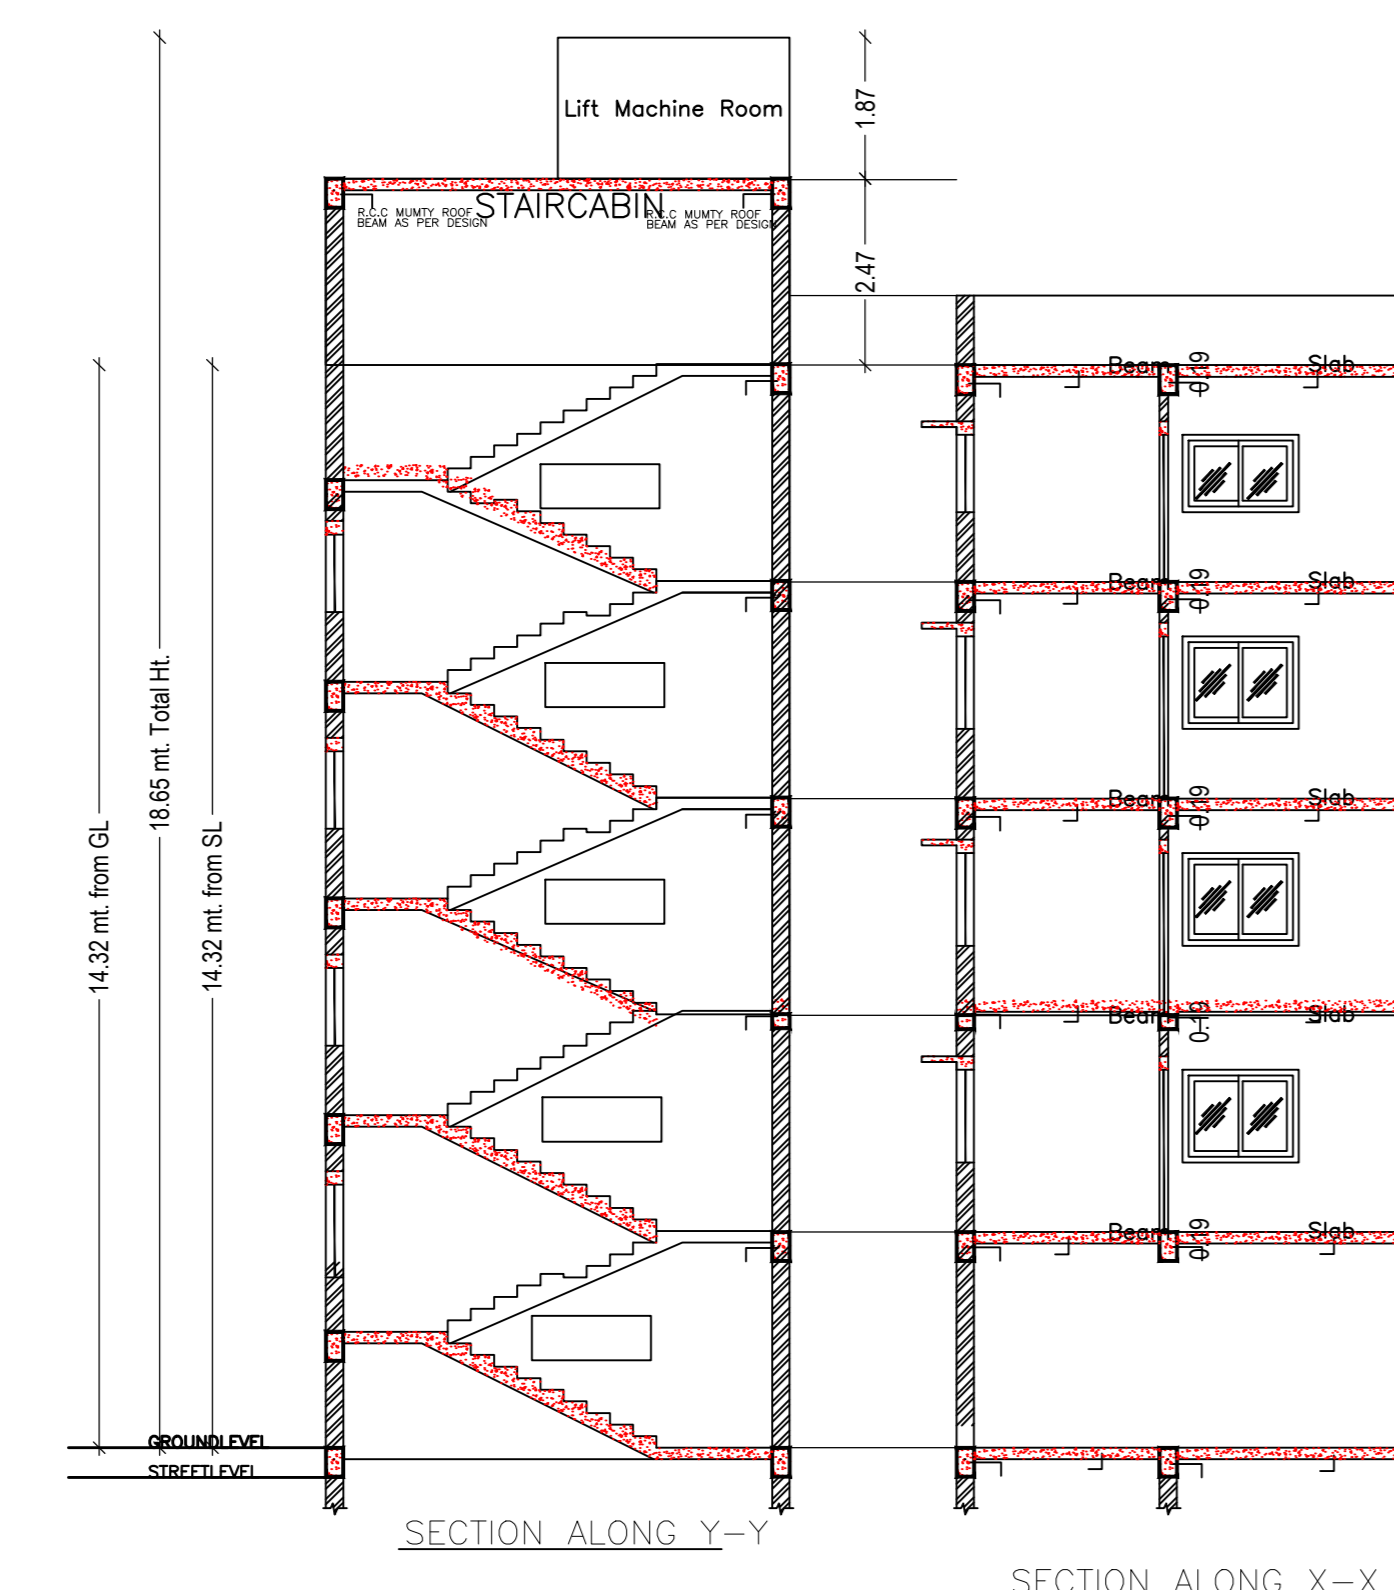 Lift Machine Room
1.87
STAIRCABIN
R.C.C MUMTY ROOF
BEAM AS PER DESIGN
R.C.C MUMTY ROOF
BEAM AS PER DESIGN
2.47
Beam
0.19
Slab
Beam
0.19
Slab
18.65 mt. Total Ht.
Beam
0.19
Slab
14.32 mt. from GL
14.32 mt. from SL
Beam
0.19
Slab
Beam
0.19
Slab
GROUNDLEVEL
STREETLEVEL
SECTION ALONG Y-Y
SECTION ALONG X-X